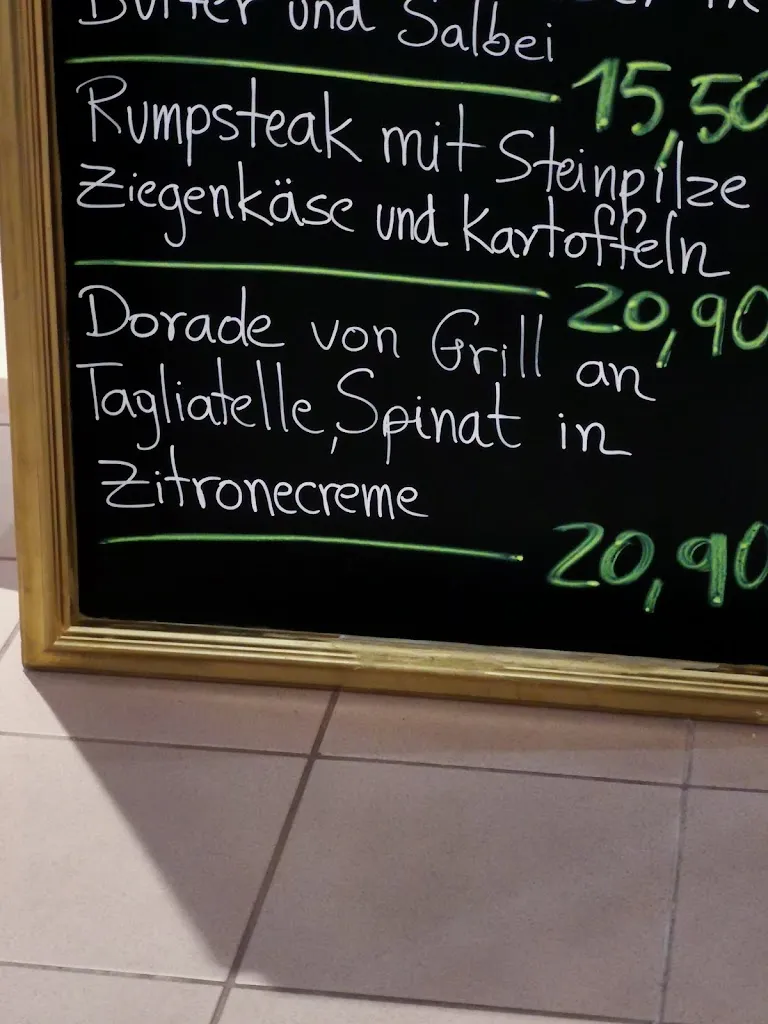 Butter und Salbei
15,50
Rumpsteak mit Steinpilze
Ziegenkäse und Kartoffeln
20,90
Dorade von Grill an
Tagliatelle, Spinat in
Zitronecreme
20,90